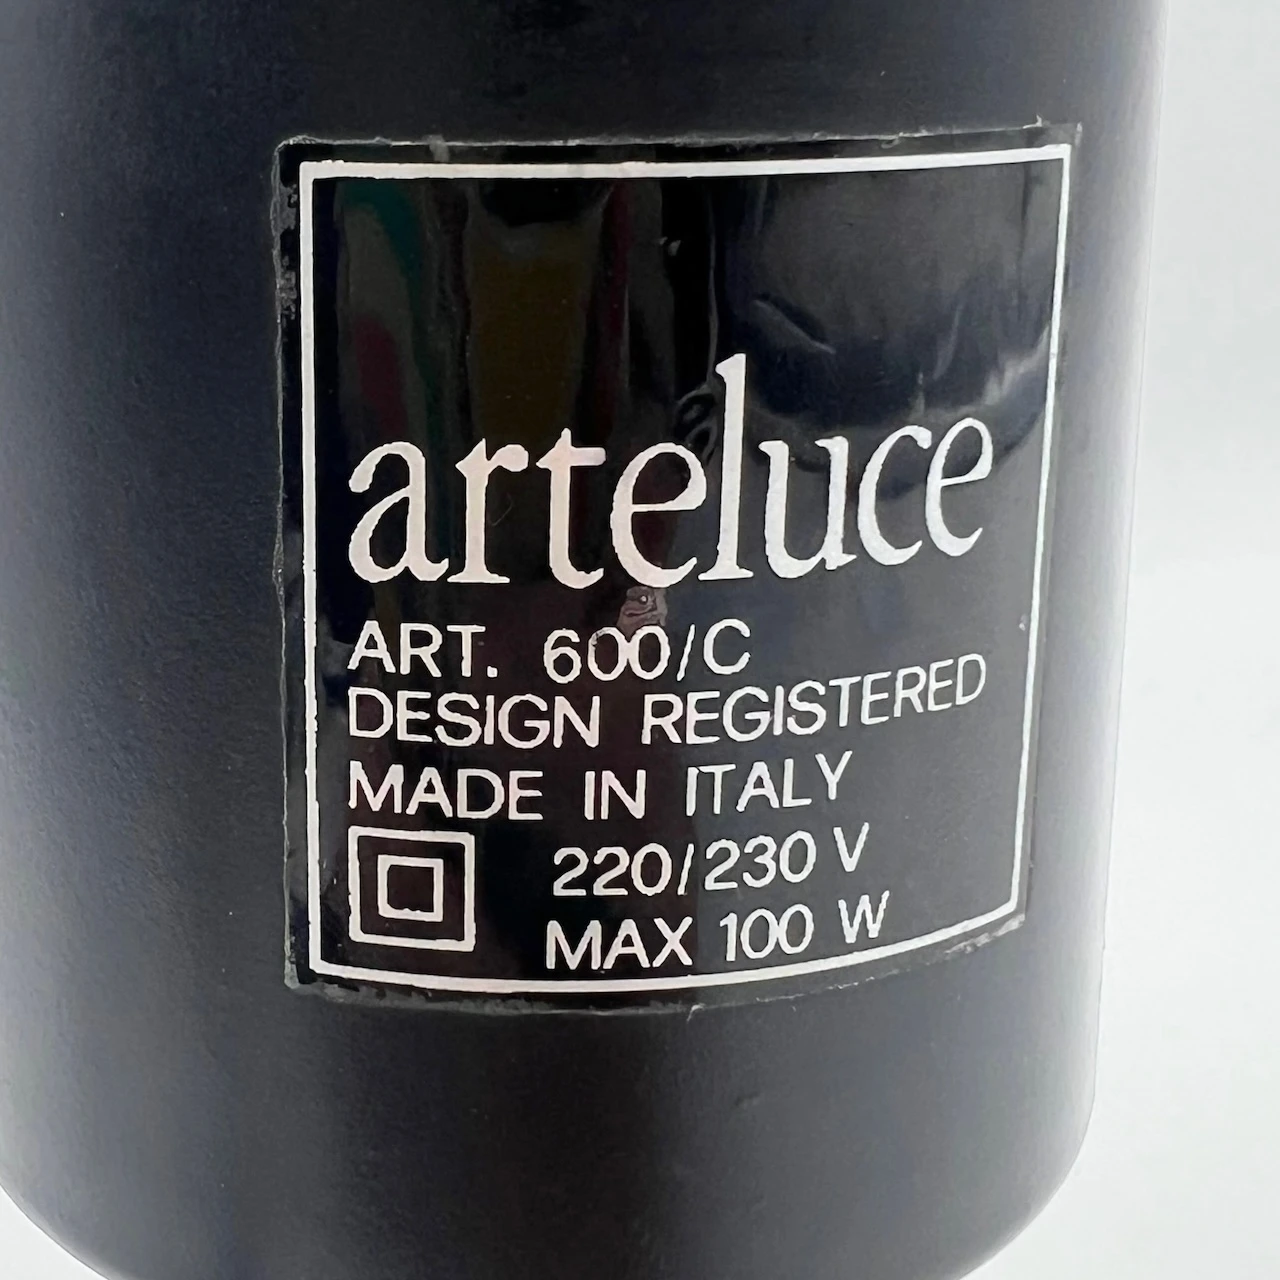 arteluce
ART. 600/C
DESIGN REGISTERED
MADE IN ITALY
220/230 V
MAX 100 W